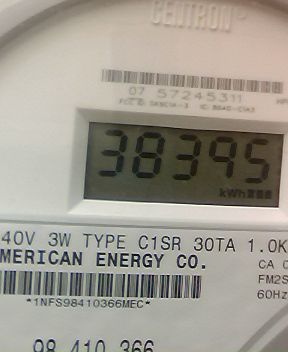 CENTRON
07 57245311
38395
kWh
40V 3W TYPE C1SR 30TA 1.0K
MERICAN ENERGY CO.
CA 0
FM2S
60Hz
*1NFS98410366MEC*
98 410 366